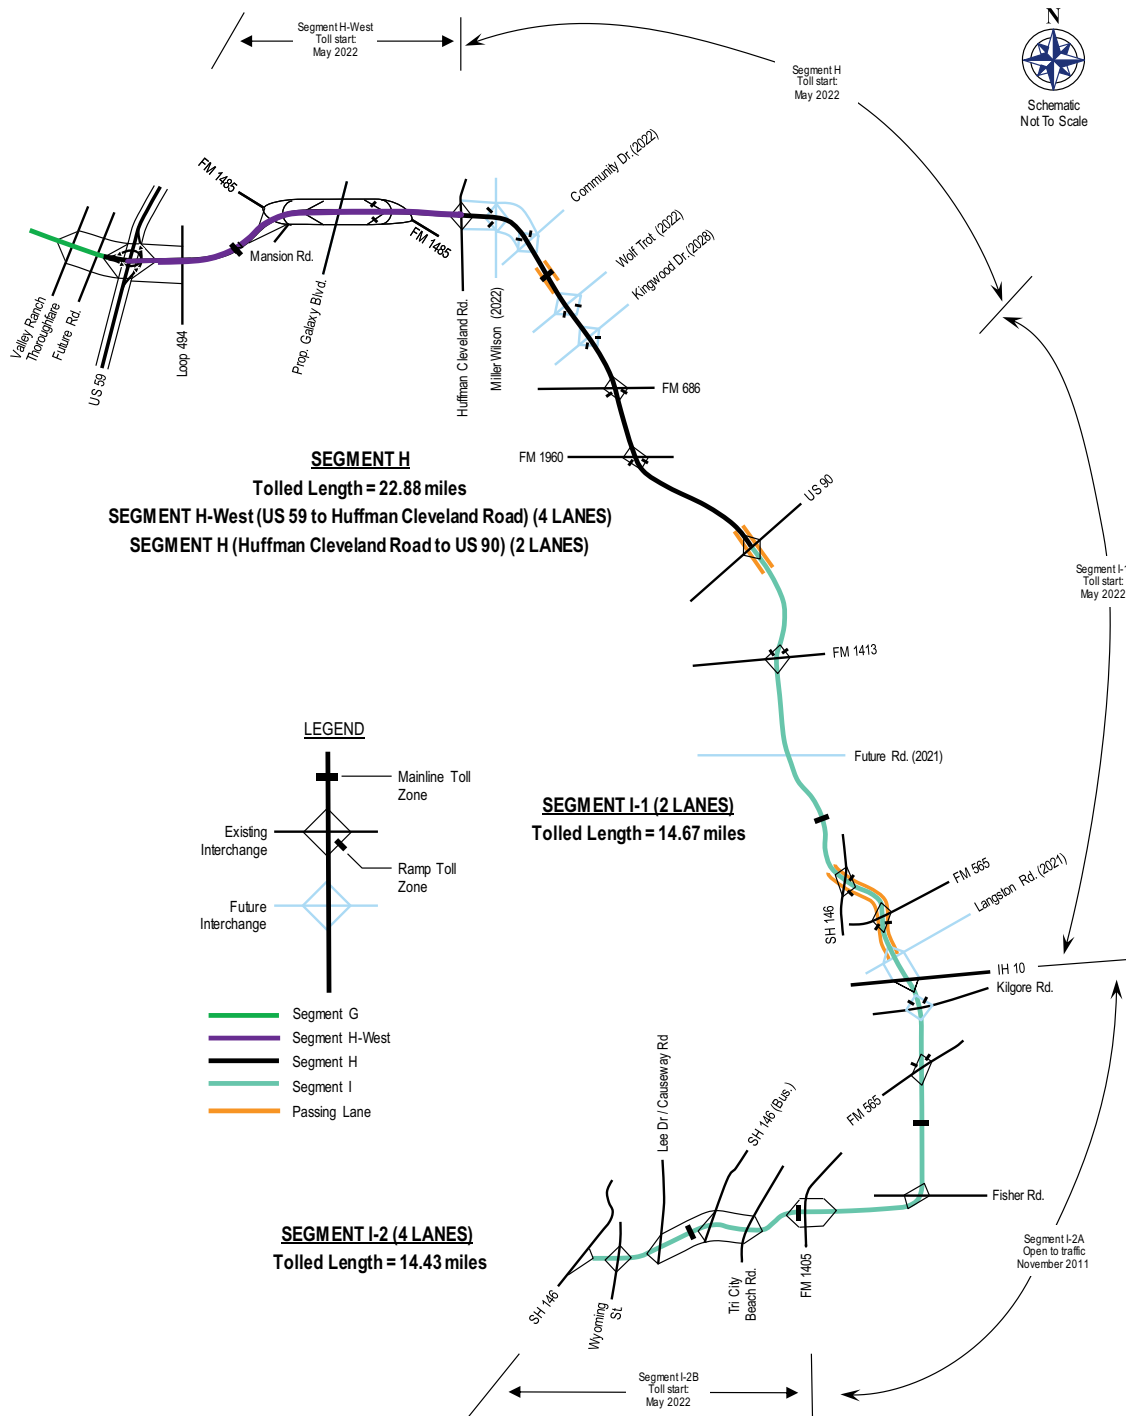 Segment H-West
Toll start:
May 2022
Segment H
Toll start:
May 2022
N
Schematic
Not To Scale
FM 1485
Community Dr.(2022)
Wolf Trot (2022)
Kingwood Dr.(2028)
FM 1485
Mansion Rd.
Valley Ranch
Thoroughfare
Future Rd.
US 59
Loop 494
Prop. Galaxy Blvd.
Huffman Cleveland Rd.
Miller Wilson (2022)
FM 686
FM 1960
SEGMENT H
Tolled Length = 22.88 miles
SEGMENT H-West (US 59 to Huffman Cleveland Road) (4 LANES)
SEGMENT H (Huffman Cleveland Road to US 90) (2 LANES)
US 90
Segment I-1
Toll start:
May 2022
FM 1413
LEGEND
Mainline Toll
Zone
Existing
Interchange
Ramp Toll
Zone
Future
Interchange
Segment G
Segment H-West
Segment H
Segment I
Passing Lane
Future Rd. (2021)
SEGMENT I-1 (2 LANES)
Tolled Length = 14.67 miles
SH 146
FM 565
Langston Rd. (2021)
IH 10
Kilgore Rd.
FM 565
Lee Dr / Causeway Rd
SH 146 (Bus.)
Fisher Rd.
SEGMENT I-2 (4 LANES)
Tolled Length = 14.43 miles
SH 146
Wyoming
St.
Tri City
Beach Rd.
FM 1405
Segment I-2A
Open to traffic
November 2011
Segment I-2B
Toll start:
May 2022